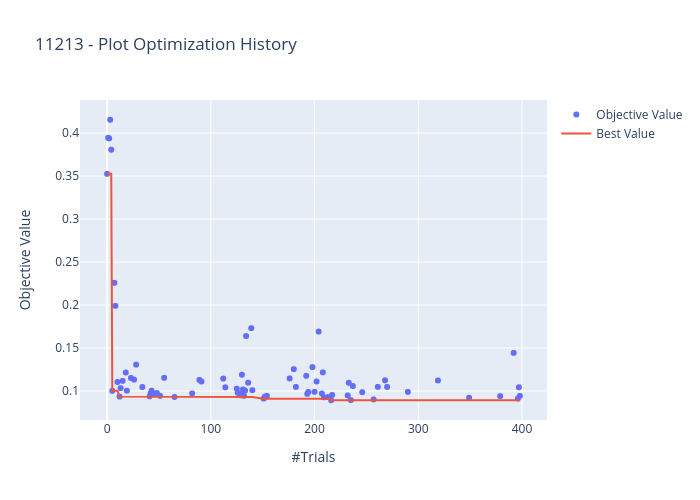 11213 - Plot Optimization History
Objective Value
Best Value
0.4
0.35
0.3
0.25
0.2
0.15
0.1
Objective Value
0
100
200
300
400
#Trials